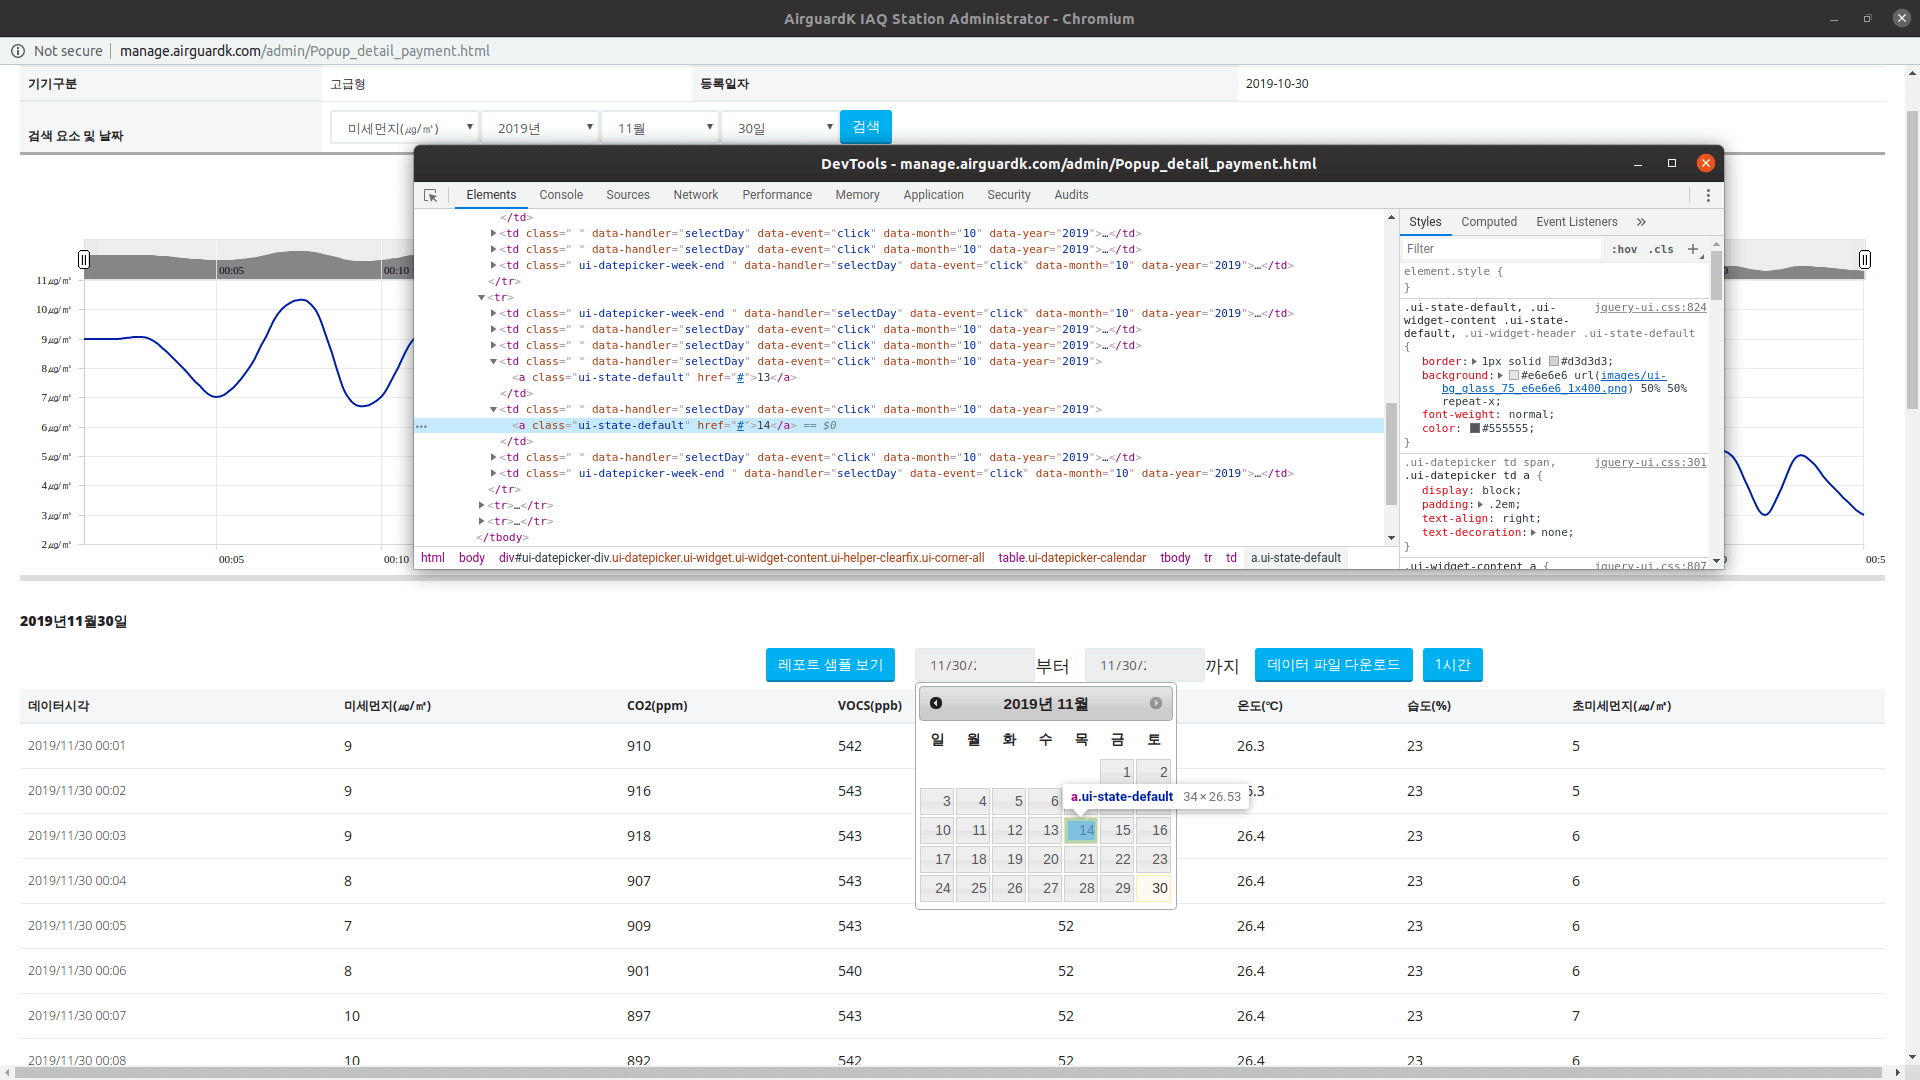 AirguardK IAQ Station Administrator - Chromium
Not secure | manage.airguardk.com/admin/Popup_detail_payment.html
기기구분 고급형 등록일자 2019-10-30
검색 요소 및 날짜 미세먼지(㎍/㎥) 2019년 11월 30일 검색
DevTools - manage.airguardk.com/admin/Popup_detail_payment.html
Elements Console Sources Network Performance Memory Application Security Audits
</td>
<td class=" " data-handler="selectDay" data-event="click" data-month="10" data-year="2019">…</td>
<td class=" " data-handler="selectDay" data-event="click" data-month="10" data-year="2019">…</td>
<td class=" ui-datepicker-week-end " data-handler="selectDay" data-event="click" data-month="10" data-year="2019">…</td>
</tr>
<tr>
<td class=" ui-datepicker-week-end " data-handler="selectDay" data-event="click" data-month="10" data-year="2019">…</td>
<td class=" " data-handler="selectDay" data-event="click" data-month="10" data-year="2019">…</td>
<td class=" " data-handler="selectDay" data-event="click" data-month="10" data-year="2019">…</td>
<td class=" " data-handler="selectDay" data-event="click" data-month="10" data-year="2019">
<a class="ui-state-default" href="#">13</a>
</td>
<td class=" " data-handler="selectDay" data-event="click" data-month="10" data-year="2019">
<a class="ui-state-default" href="#">14</a> == $0
</td>
<td class=" " data-handler="selectDay" data-event="click" data-month="10" data-year="2019">…</td>
<td class=" ui-datepicker-week-end " data-handler="selectDay" data-event="click" data-month="10" data-year="2019">…</td>
</tr>
<tr>…</tr>
<tr>…</tr>
</tbody>
html body div#ui-datepicker-div.ui-datepicker.ui-widget.ui-widget-content.ui-helper-clearfix.ui-corner-all table.ui-datepicker-calendar tbody tr td a.ui-state-default
Styles Computed Event Listeners »
Filter :hov .cls +
element.style {
}
.ui-state-default, .ui- jquery-ui.css:824
widget-content .ui-state-
default, .ui-widget-header .ui-state-default
{
border: 1px solid #d3d3d3;
background: #e6e6e6 url(images/ui-
bg_glass_75_e6e6e6_1x400.png) 50% 50%
repeat-x;
font-weight: normal;
color: #555555;
}
.ui-datepicker td span, jquery-ui.css:301
.ui-datepicker td a {
display: block;
padding: .2em;
text-align: right;
text-decoration: none;
}
.ui-widget-content a { jquery-ui.css:807
00:05 00:10
11㎍/㎥
10㎍/㎥
9㎍/㎥
8㎍/㎥
7㎍/㎥
6㎍/㎥
5㎍/㎥
4㎍/㎥
3㎍/㎥
2㎍/㎥
00:05 00:10 00:5
2019년11월30일
레포트 샘플 보기 11/30/ 부터 11/30/ 까지 데이터 파일 다운로드 1시간
데이터시각 미세먼지(㎍/㎥) CO2(ppm) VOCS(ppb) 온도(℃) 습도(%) 초미세먼지(㎍/㎥)
2019/11/30 00:01 9 910 542 26.3 23 5
2019/11/30 00:02 9 916 543 6.3 23 5
2019/11/30 00:03 9 918 543 26.4 23 6
2019/11/30 00:04 8 907 543 26.4 23 6
2019/11/30 00:05 7 909 543 52 26.4 23 6
2019/11/30 00:06 8 901 540 52 26.4 23 6
2019/11/30 00:07 10 897 543 52 26.4 23 7
2019/11/30 00:08 10 892 542 52 26.4 23 6
2019년 11월
일 월 화 수 목 금 토
1 2
3 4 5 6
a.ui-state-default 34 × 26.53
10 11 12 13 14 15 16
17 18 19 20 21 22 23
24 25 26 27 28 29 30